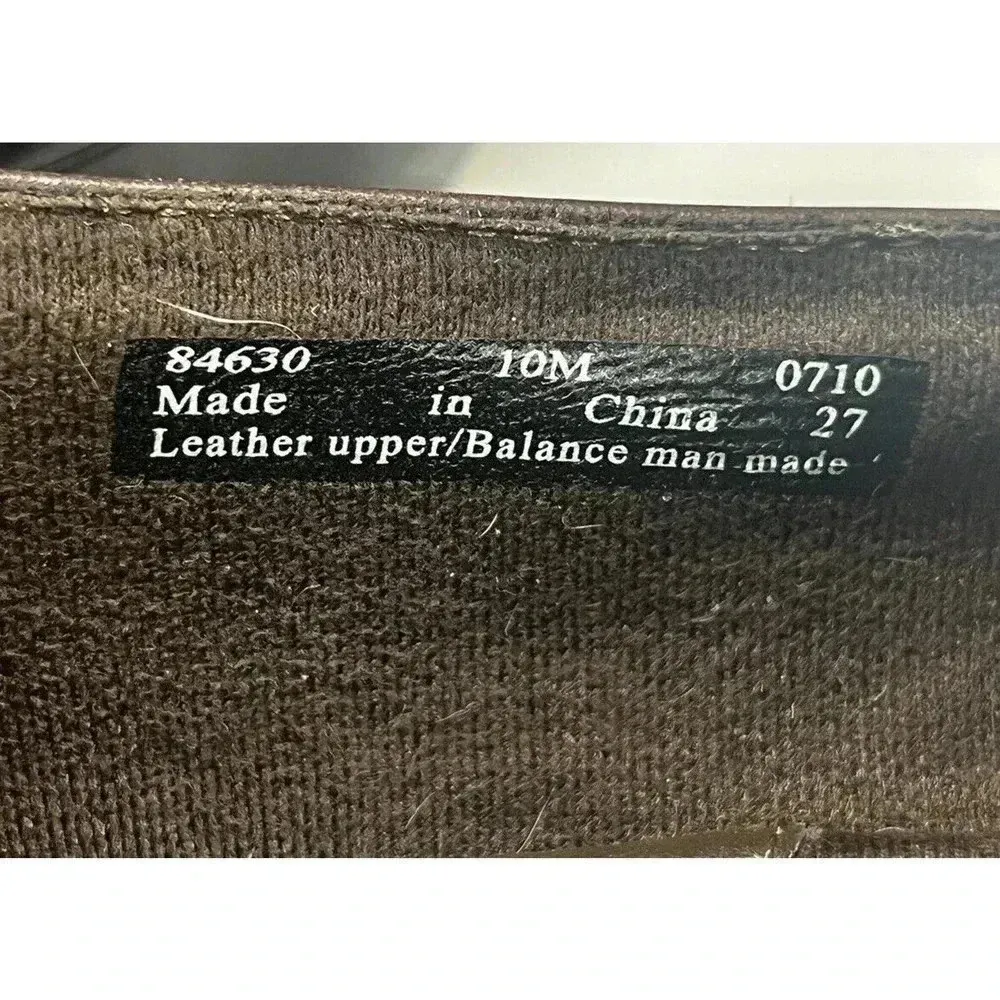 84630 10M 0710
Made in China 27
Leather upper/Balance man made